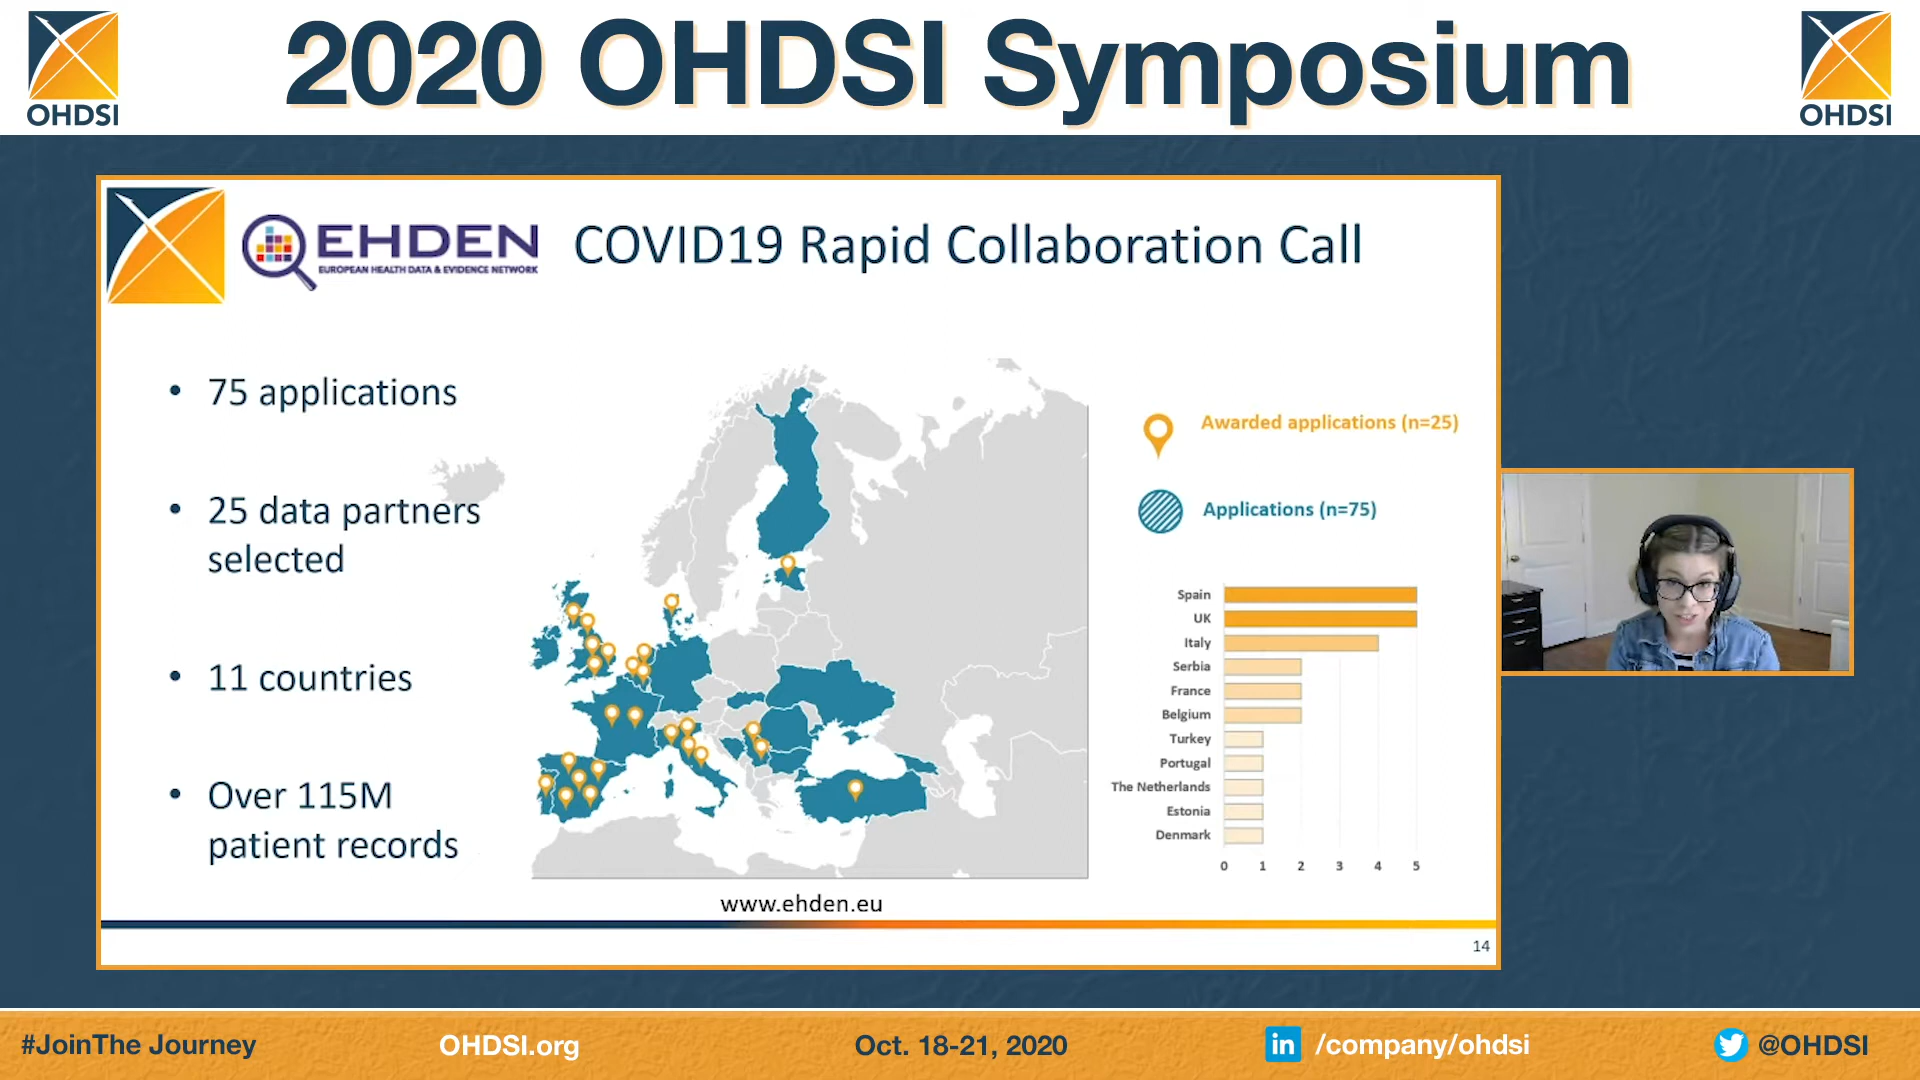 2020 OHDSI Symposium
OHDSI
OHDSI
EHDEN
EUROPEAN HEALTH DATA & EVIDENCE NETWORK
COVID19 Rapid Collaboration Call
• 75 applications
• 25 data partners
selected
• 11 countries
• Over 115M
patient records
Awarded applications (n=25)
Applications (n=75)
Spain
UK
Italy
Serbia
France
Belgium
Turkey
Portugal
The Netherlands
Estonia
Denmark
0 1 2 3 4 5
www.ehden.eu
14
#JoinThe Journey
OHDSI.org
Oct. 18-21, 2020
in /company/ohdsi
@OHDSI